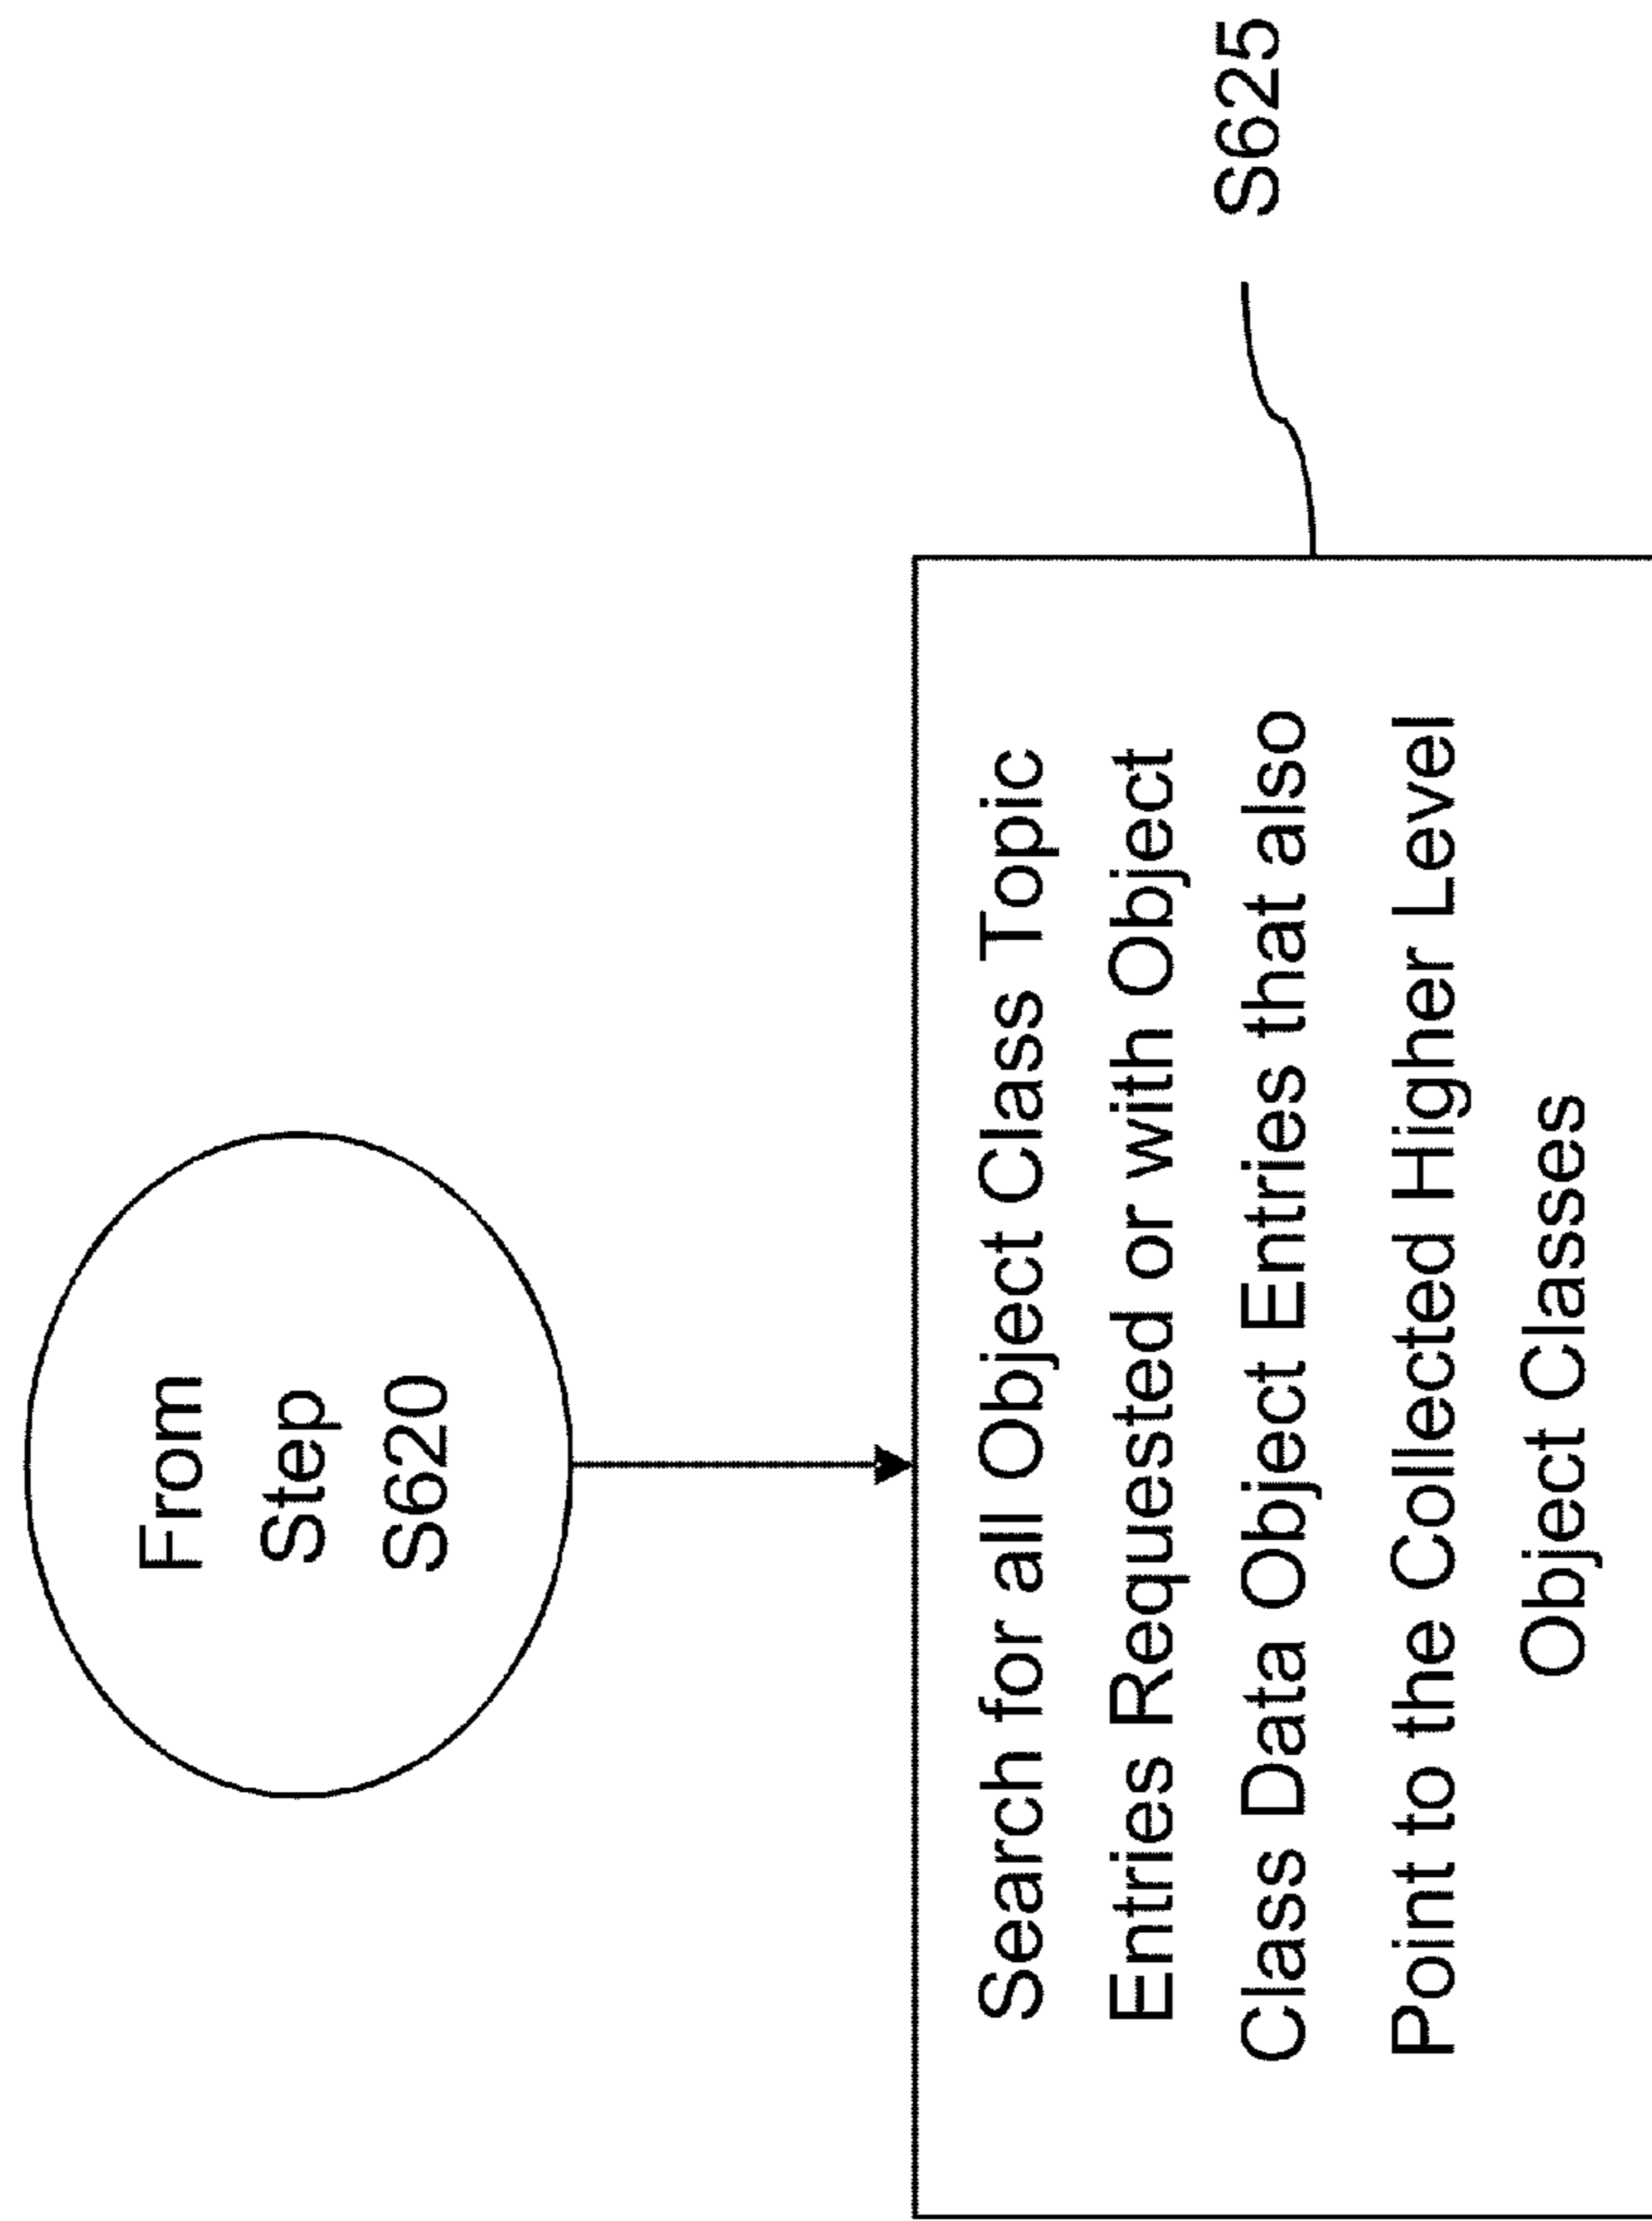 From
Step
S620
Search for all Object Class Topic
Entries Requested or with Object
Class Data Object Entries that also
Point to the Collected Higher Level
Object Classes
S625